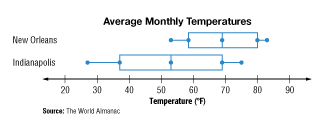 Average Monthly Temperatures
New Orleans
Indianapolis
20 30 40 50 60 70 80 90
Temperature (°F)
Source: The World Almanac